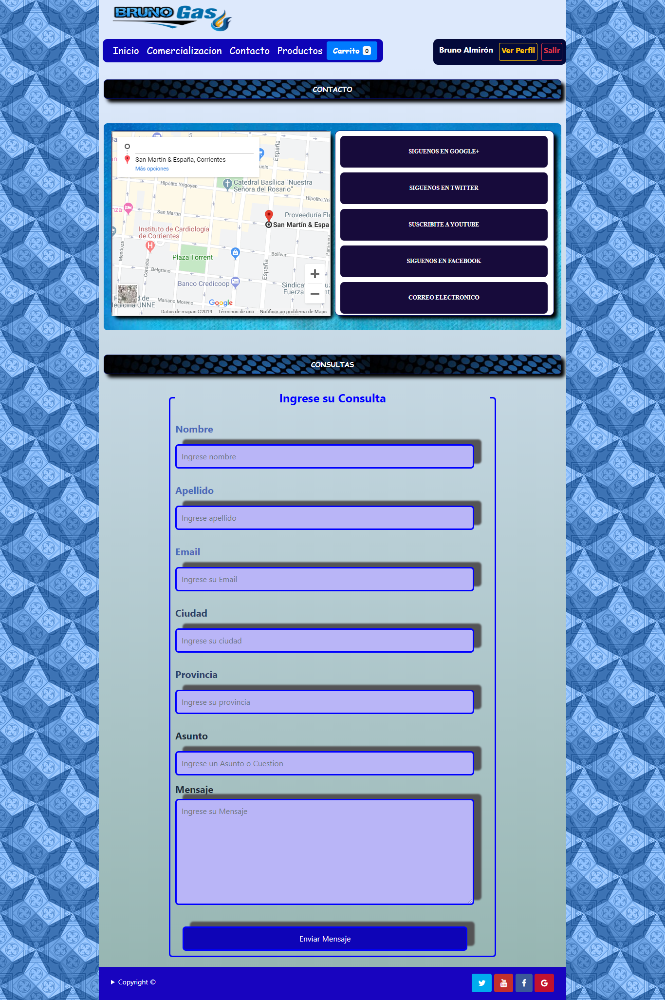 BRUNO Gas
Inicio Comercializacion Contacto Productos Carrito 0
Bruno Almirón Ver Perfil Salir
CONTACTO
San Martín & España, Corrientes
Más opciones
España
Catedral Basílica "Nuestra
Señora del Rosario"
Hipólito Yrigoyen
Hipólito Yrig
San Martín
Proveeduría Ele
San Martín & Espa
Instituto de Cardiología
de Corrientes
Mendoza
Córdoba
Plaza Torrent
Bolívar
Belgrano
España
Banco Credicoop
Sindicat
Fuerza
Mariano Moreno
Medicina UNNE
Google
Datos de mapas ©2019 Términos de uso Notificar un problema de Maps
SIGUENOS EN GOOGLE+
SIGUENOS EN TWITTER
SUSCRIBITE A YOUTUBE
SIGUENOS EN FACEBOOK
CORREO ELECTRONICO
CONSULTAS
Ingrese su Consulta
Nombre
Ingrese nombre
Apellido
Ingrese apellido
Email
Ingrese su Email
Ciudad
Ingrese su ciudad
Provincia
Ingrese su provincia
Asunto
Ingrese un Asunto o Cuestion
Mensaje
Ingrese su Mensaje
Enviar Mensaje
Copyright ©